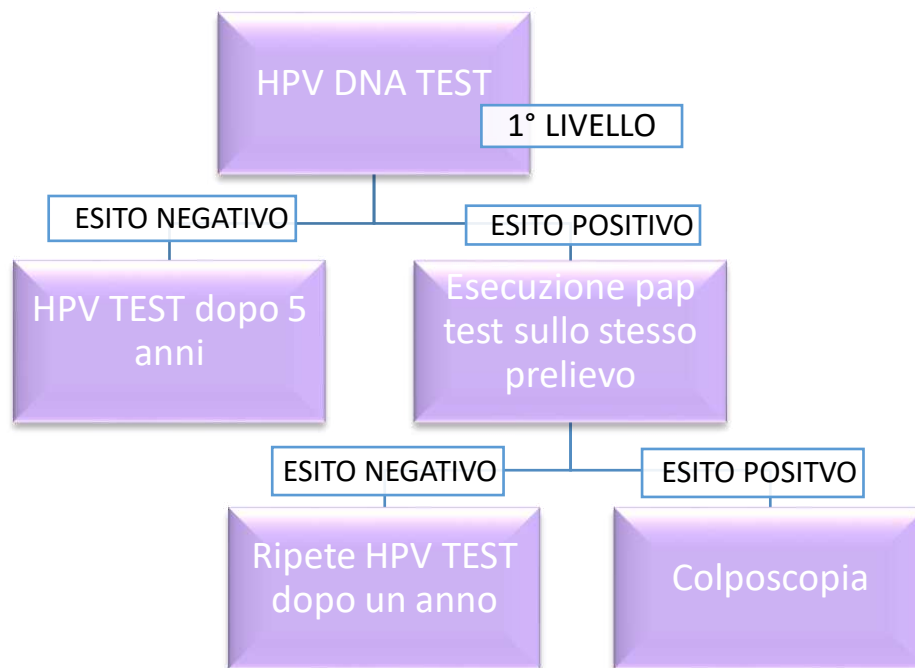 HPV DNA TEST
1° LIVELLO
ESITO NEGATIVO
ESITO POSITIVO
HPV TEST dopo 5
anni
Esecuzione pap
test sullo stesso
prelievo
ESITO NEGATIVO
ESITO POSITVO
Ripete HPV TEST
dopo un anno
Colposcopia